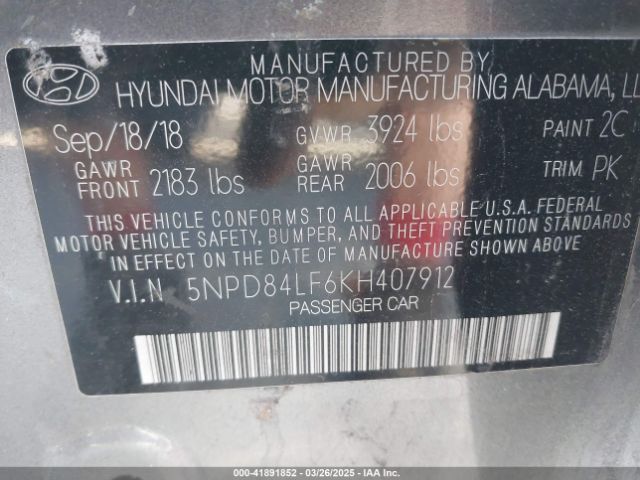 MANUFACTURED BY
HYUNDAI MOTOR MANUFACTURING ALABAMA, LL
Sep/18/18 GVWR 3924 lbs PAINT 2C
GAWR FRONT 2183 lbs GAWR REAR 2006 lbs TRIM PK
THIS VEHICLE CONFORMS TO ALL APPLICABLE U.S.A. FEDERAL
MOTOR VEHICLE SAFETY, BUMPER, AND THEFT PREVENTION STANDARDS
IN EFFECT ON THE DATE OF MANUFACTURE SHOWN ABOVE
V.I.N 5NPD84LF6KH407912
PASSENGER CAR
000-41891852 — 03/26/2025 — IAA Inc.